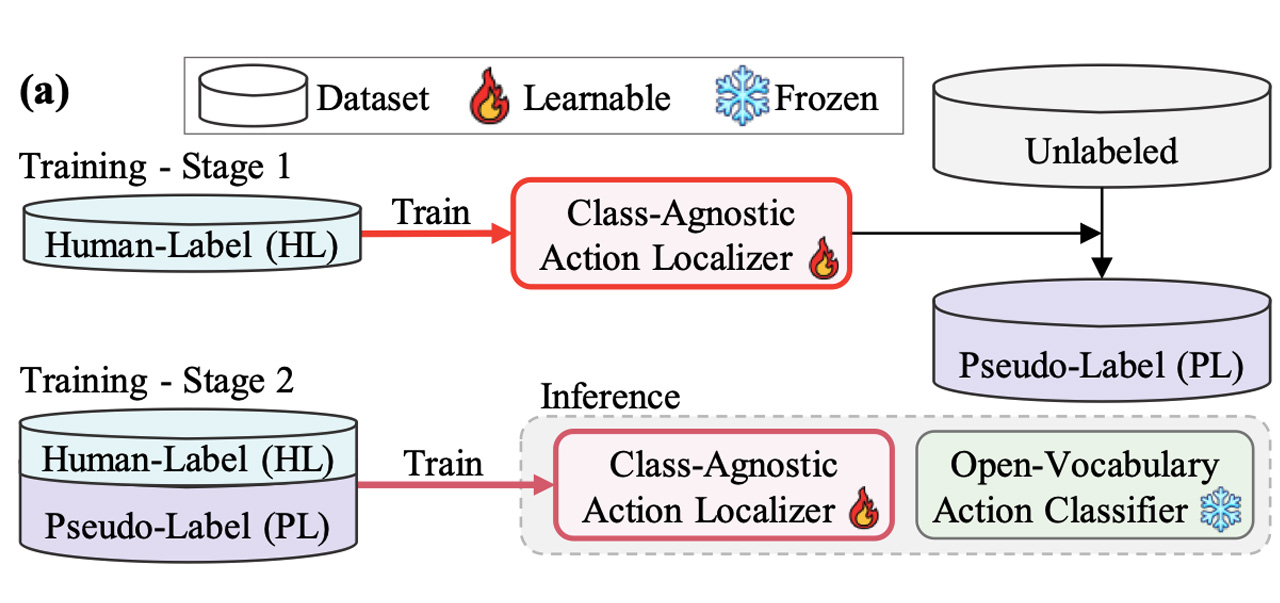 (a)
Dataset
Learnable
Frozen
Training - Stage 1
Human-Label (HL)
Train
Class-Agnostic
Action Localizer
Unlabeled
Pseudo-Label (PL)
Training - Stage 2
Human-Label (HL)
Pseudo-Label (PL)
Train
Inference
Class-Agnostic
Action Localizer
Open-Vocabulary
Action Classifier